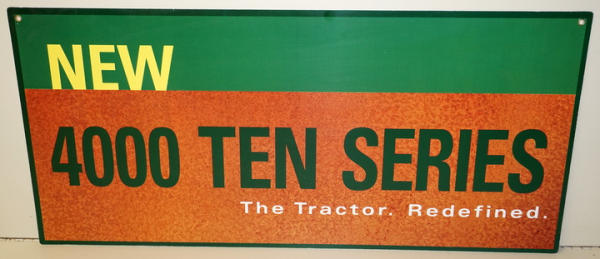 NEW
4000 TEN SERIES
The Tractor. Redefined.